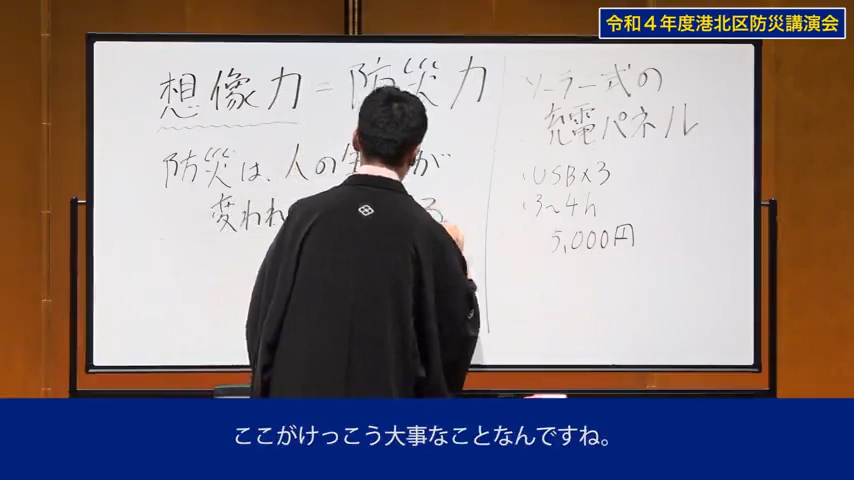 令和４年度港北区防災講演会
想像力＝防災力
防災は、人の が
変われ る
ソーラー式の
充電パネル
・USB×3
・3〜4h
5,000円
ここがけっこう大事なことなんですね。